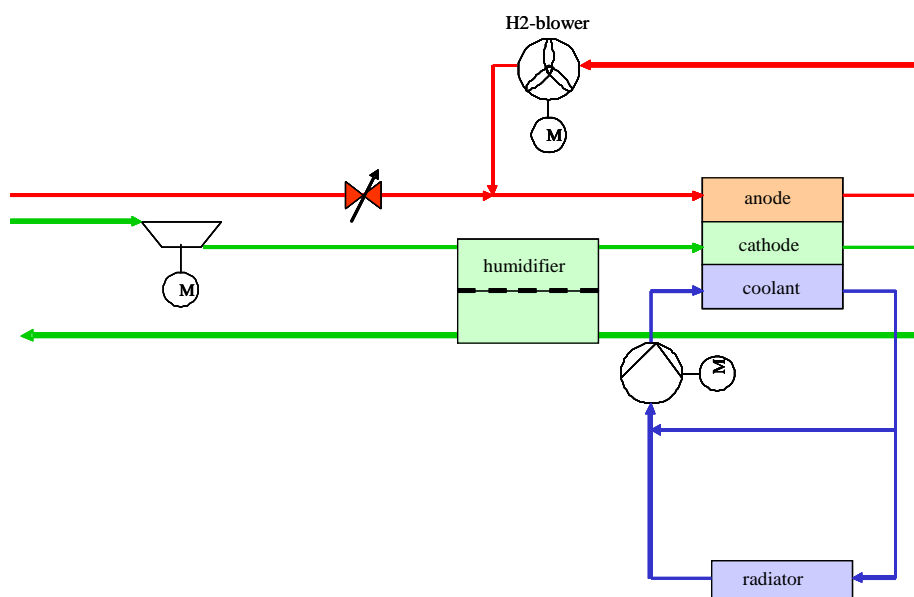 H2-blower
M
anode
cathode
humidifier
coolant
M
M
radiator